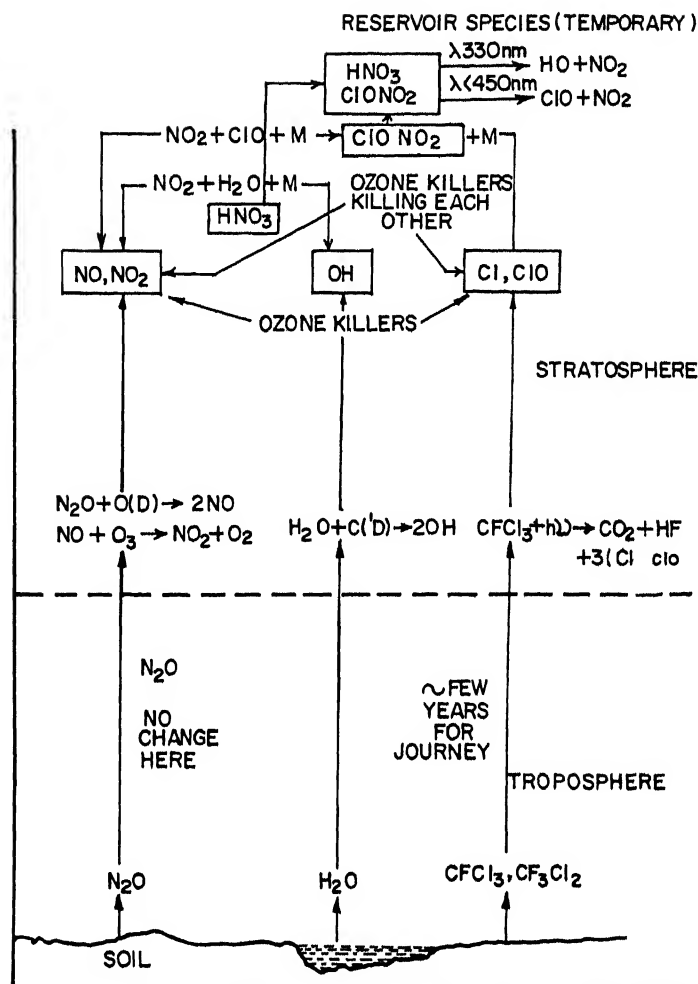 RESERVOIR SPECIES (TEMPORARY)
HNO₃
ClONO₂
λ330nm
HO + NO₂
λ<450nm
ClO + NO₂
NO₂ + ClO + M
ClO NO₂
+M
NO₂ + H₂O + M
HNO₃
OZONE KILLERS
KILLING EACH
OTHER
NO, NO₂
OH
Cl, ClO
OZONE KILLERS
STRATOSPHERE
N₂O + O(D) → 2NO
NO + O₃ → NO₂ + O₂
H₂O + C('D) → 2OH
CFCl₃ + hυ → CO₂ + HF
+3(Cl clo
N₂O
NO
CHANGE
HERE
~FEW
YEARS
FOR
JOURNEY
TROPOSPHERE
N₂O
H₂O
CFCl₃, CF₃Cl₂
SOIL